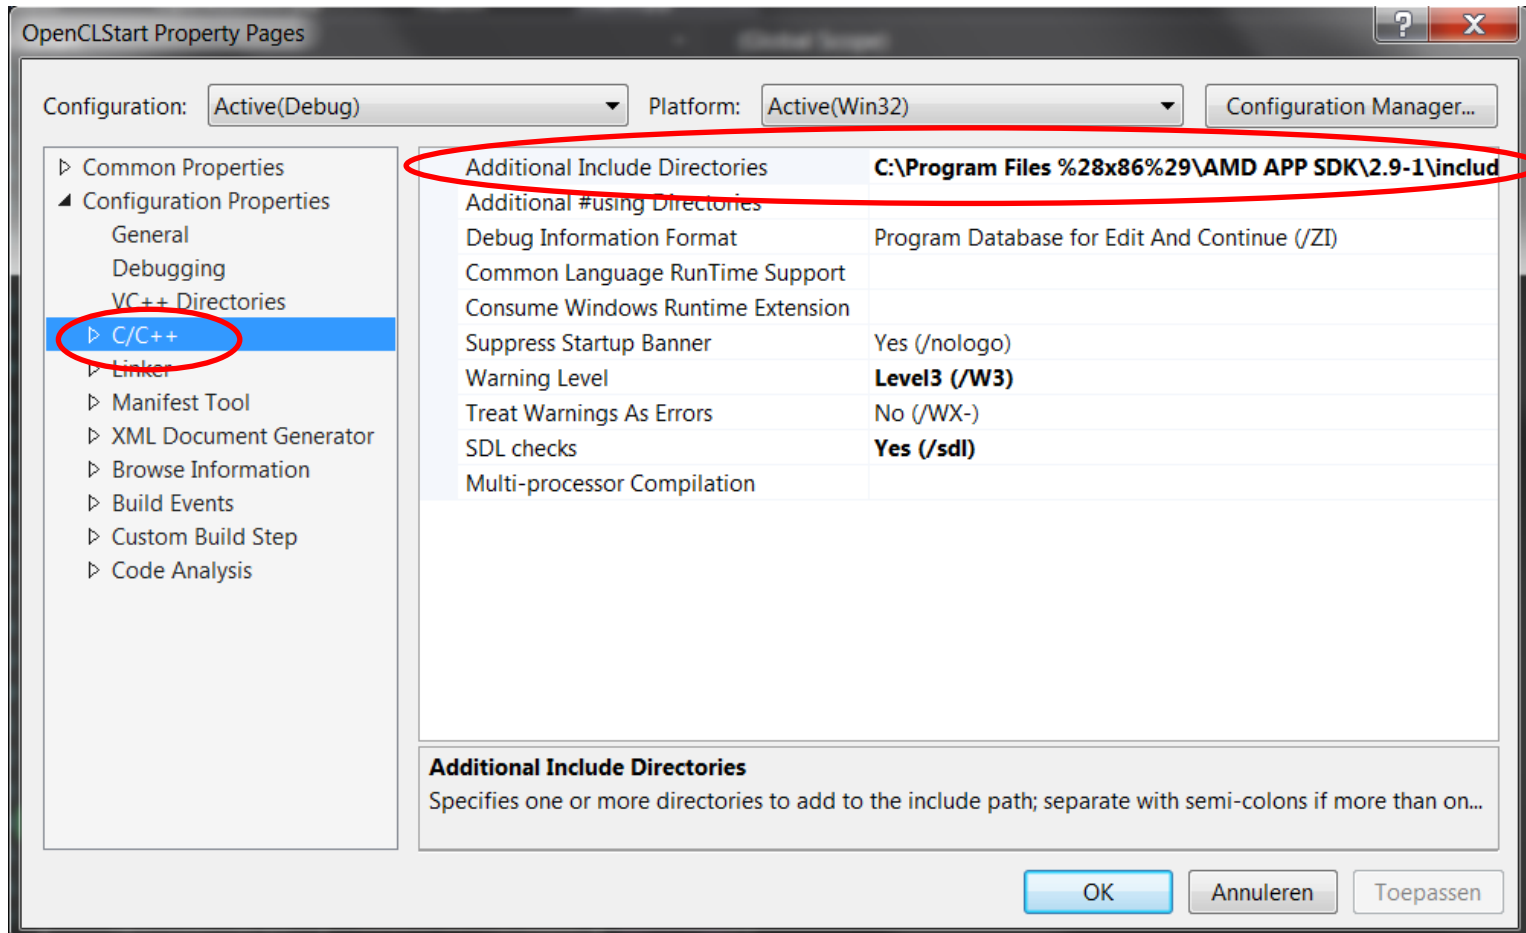 OpenCLStart Property Pages
(Global Scope)
Configuration: Active(Debug) Platform: Active(Win32) Configuration Manager...
Common Properties
Configuration Properties
General
Debugging
VC++ Directories
C/C++
Linker
Manifest Tool
XML Document Generator
Browse Information
Build Events
Custom Build Step
Code Analysis
Additional Include Directories C:\Program Files %28x86%29\AMD APP SDK\2.9-1\includ
Additional #using Directories
Debug Information Format Program Database for Edit And Continue (/ZI)
Common Language RunTime Support
Consume Windows Runtime Extension
Suppress Startup Banner Yes (/nologo)
Warning Level Level3 (/W3)
Treat Warnings As Errors No (/WX-)
SDL checks Yes (/sdl)
Multi-processor Compilation
Additional Include Directories
Specifies one or more directories to add to the include path; separate with semi-colons if more than on...
OK Annuleren Toepassen